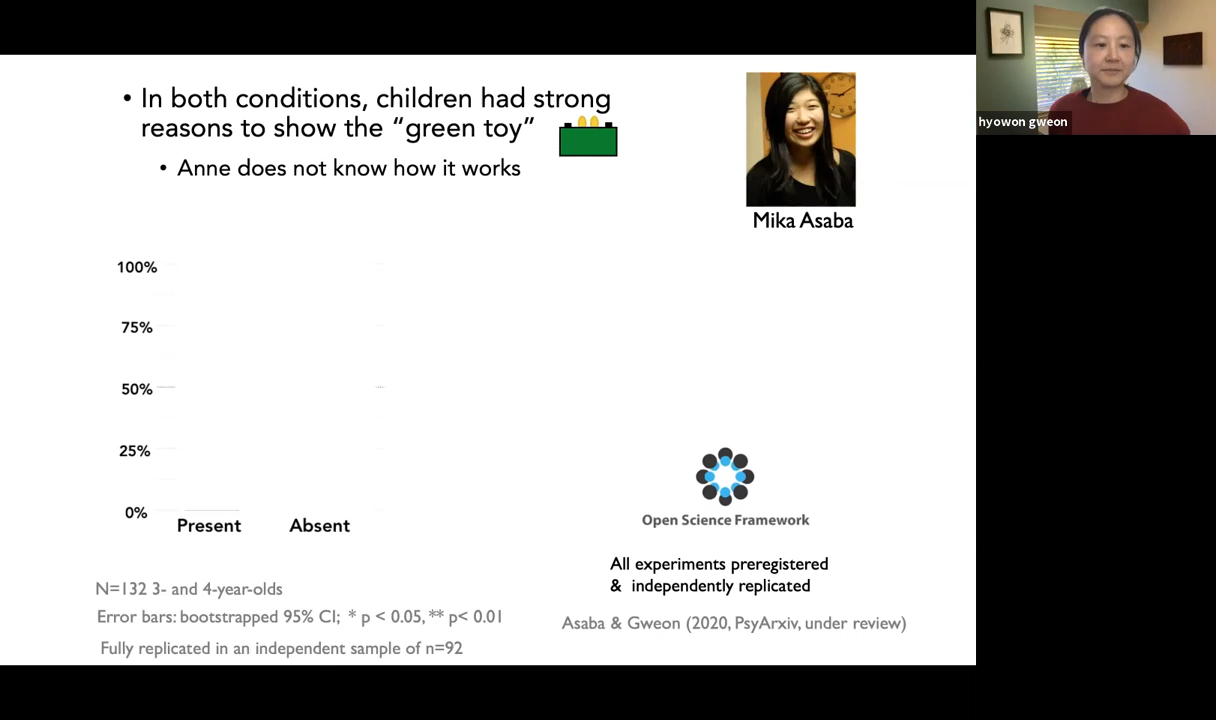 • In both conditions, children had strong
reasons to show the “green toy”
• Anne does not know how it works
Mika Asaba
hyowon gweon
100%
75%
50%
25%
0%
Present Absent
Open Science Framework
All experiments preregistered
& independently replicated
Asaba & Gweon (2020, PsyArxiv, under review)
N=132 3- and 4-year-olds
Error bars: bootstrapped 95% CI; * p < 0.05, ** p< 0.01
Fully replicated in an independent sample of n=92